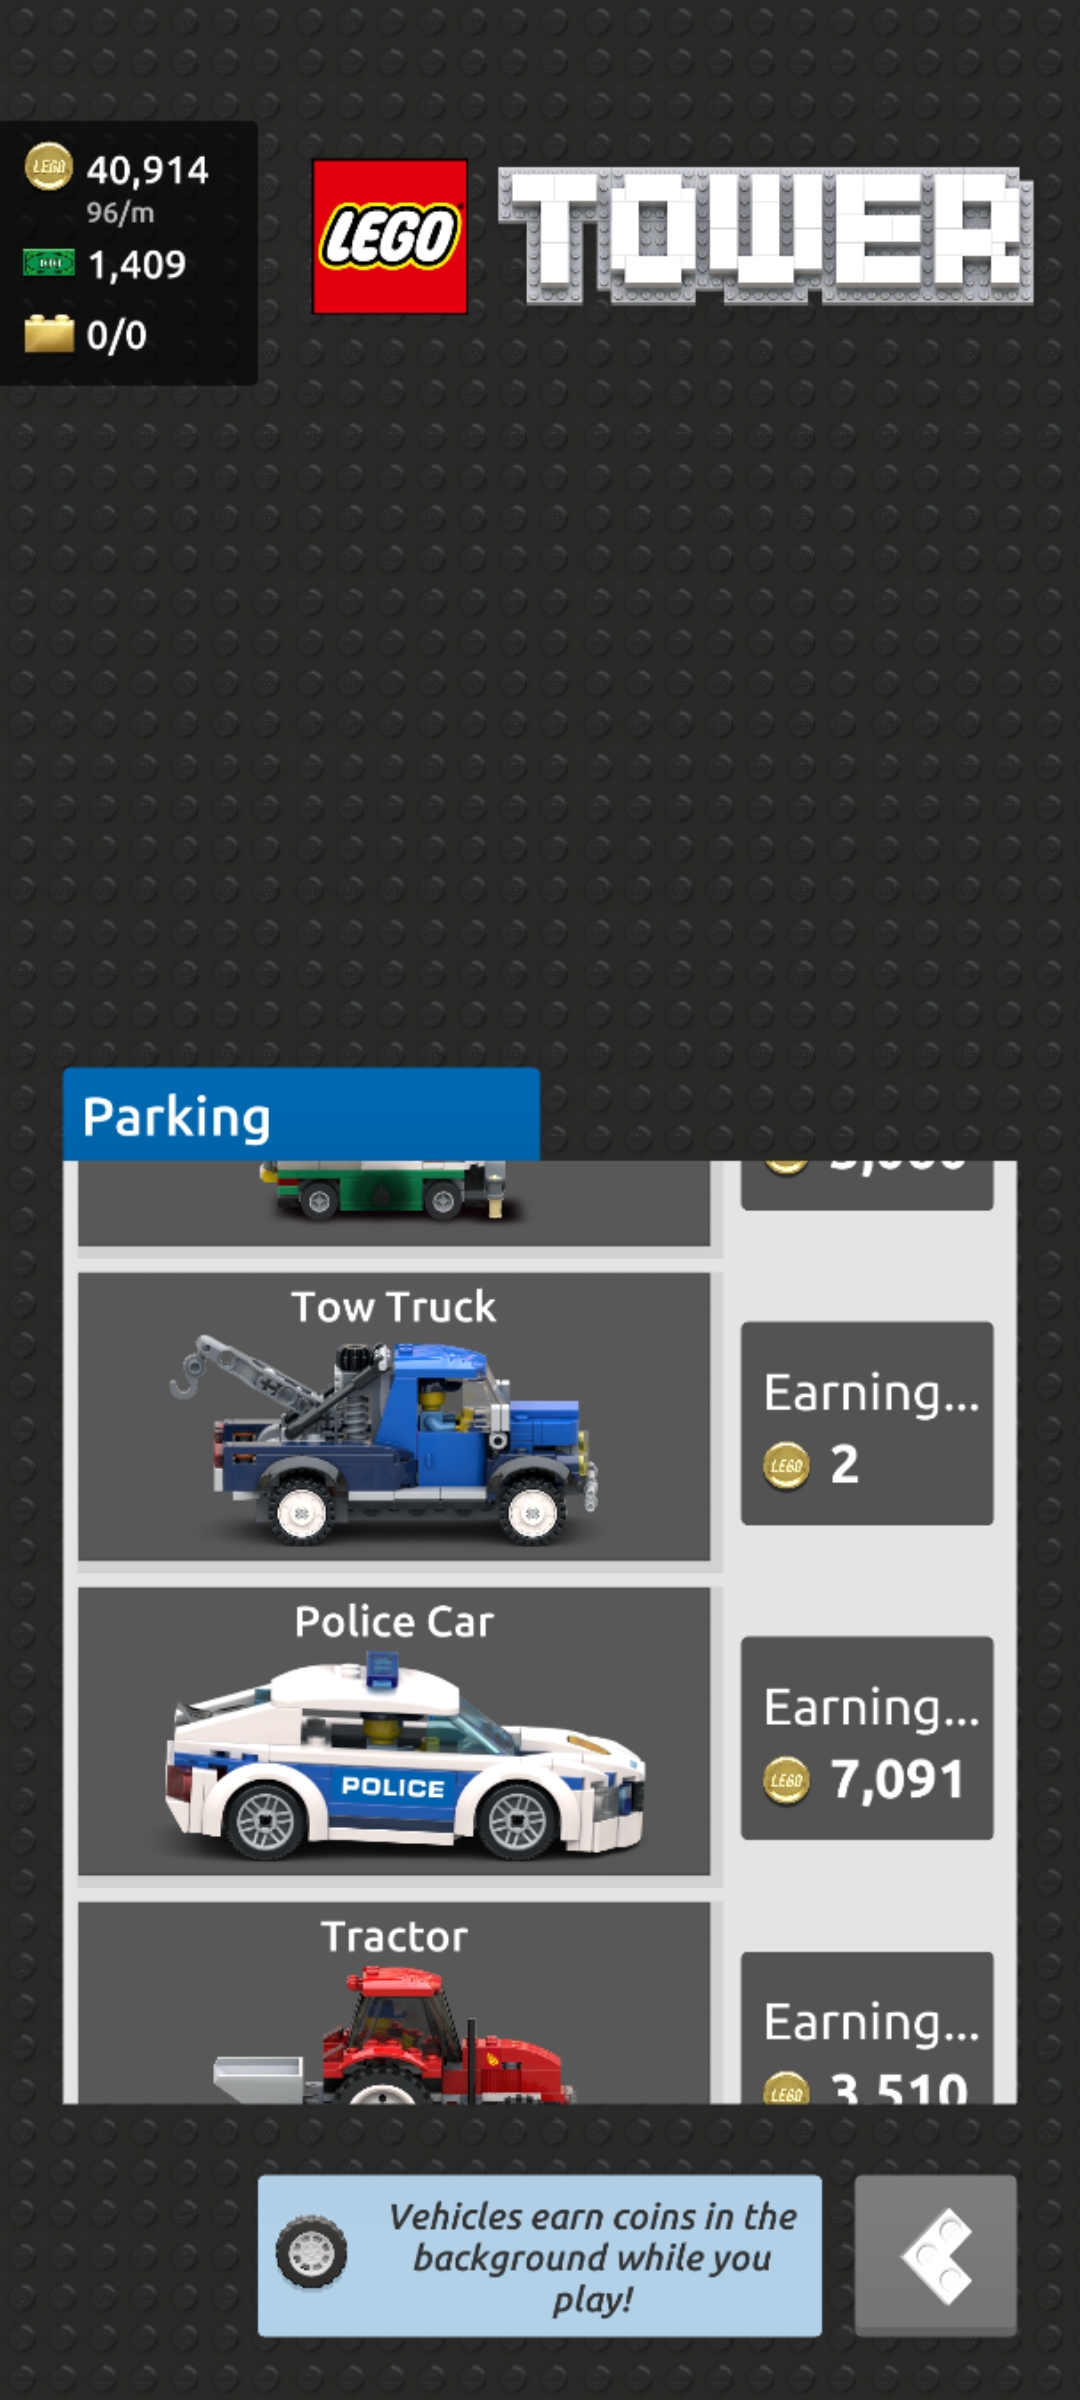 40,914
96/m
1,409
0/0
LEGO
TOWER
Parking
Tow Truck
Earning...
2
Police Car
POLICE
Earning...
7,091
Tractor
Earning...
3,510
Vehicles earn coins in the
background while you
play!